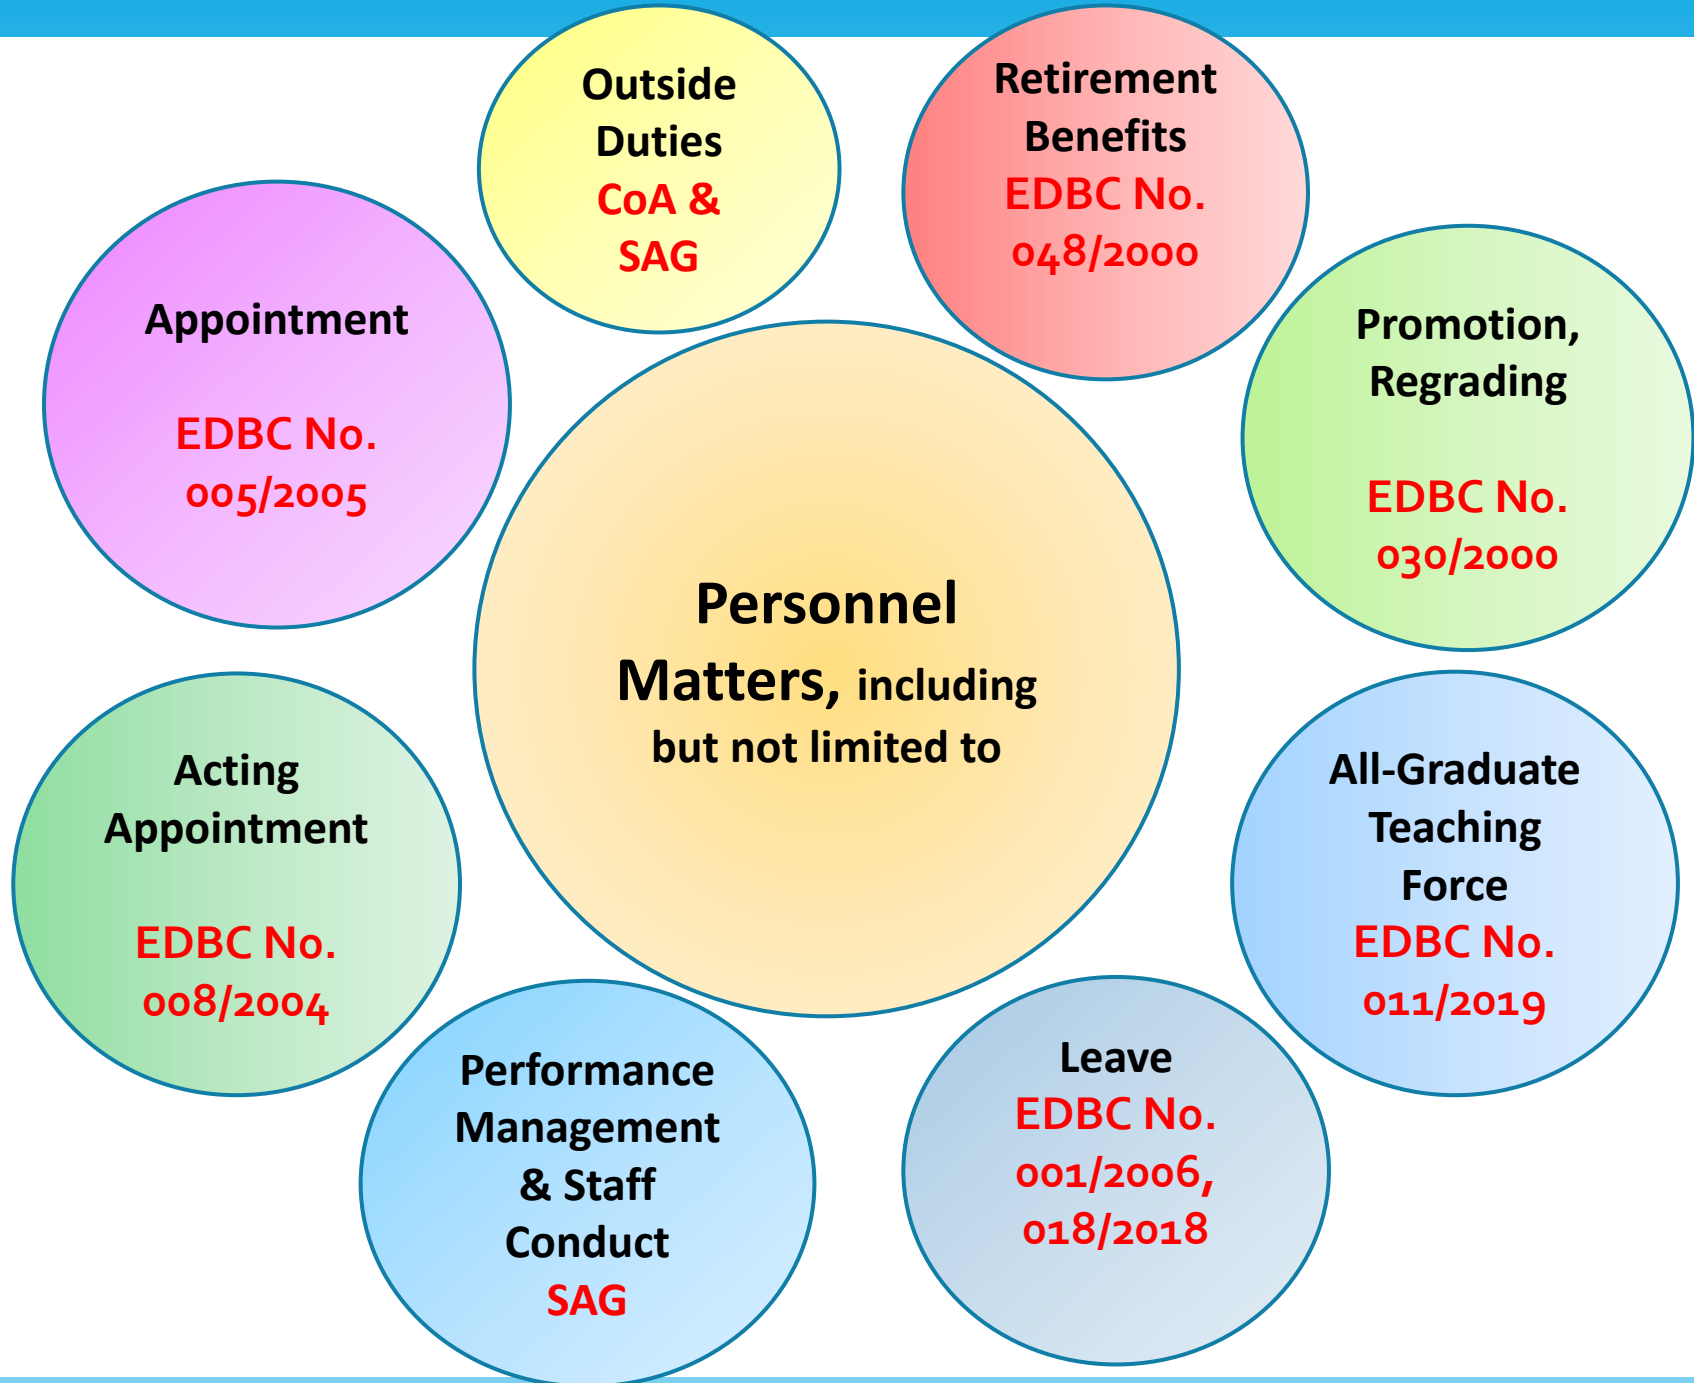 Outside
Duties
CoA &
SAG
Retirement
Benefits
EDBC No.
048/2000
Appointment
EDBC No.
005/2005
Promotion,
Regrading
EDBC No.
030/2000
Personnel
Matters, including
but not limited to
Acting
Appointment
EDBC No.
008/2004
All-Graduate
Teaching
Force
EDBC No.
011/2019
Performance
Management
& Staff
Conduct
SAG
Leave
EDBC No.
001/2006,
018/2018